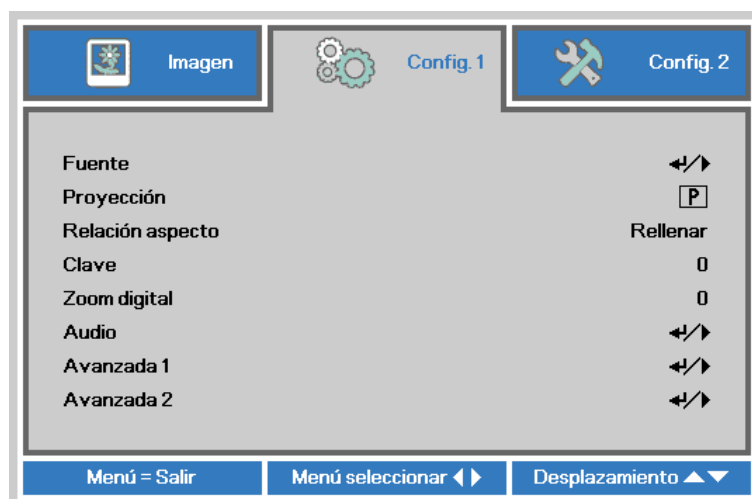 Imagen Config. 1 Config. 2
Fuente ↵/▶
Proyección P
Relación aspecto Rellenar
Clave 0
Zoom digital 0
Audio ↵/▶
Avanzada 1 ↵/▶
Avanzada 2 ↵/▶
Menú = Salir Menú seleccionar ◀▶ Desplazamiento ▲▼